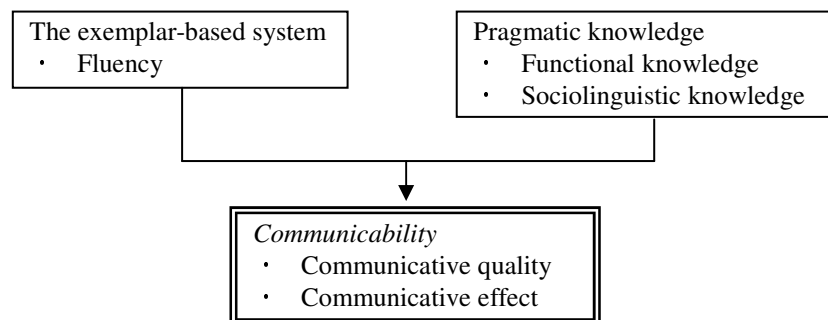 The exemplar-based system
・ Fluency
Pragmatic knowledge
・ Functional knowledge
・ Sociolinguistic knowledge
Communicability
・ Communicative quality
・ Communicative effect